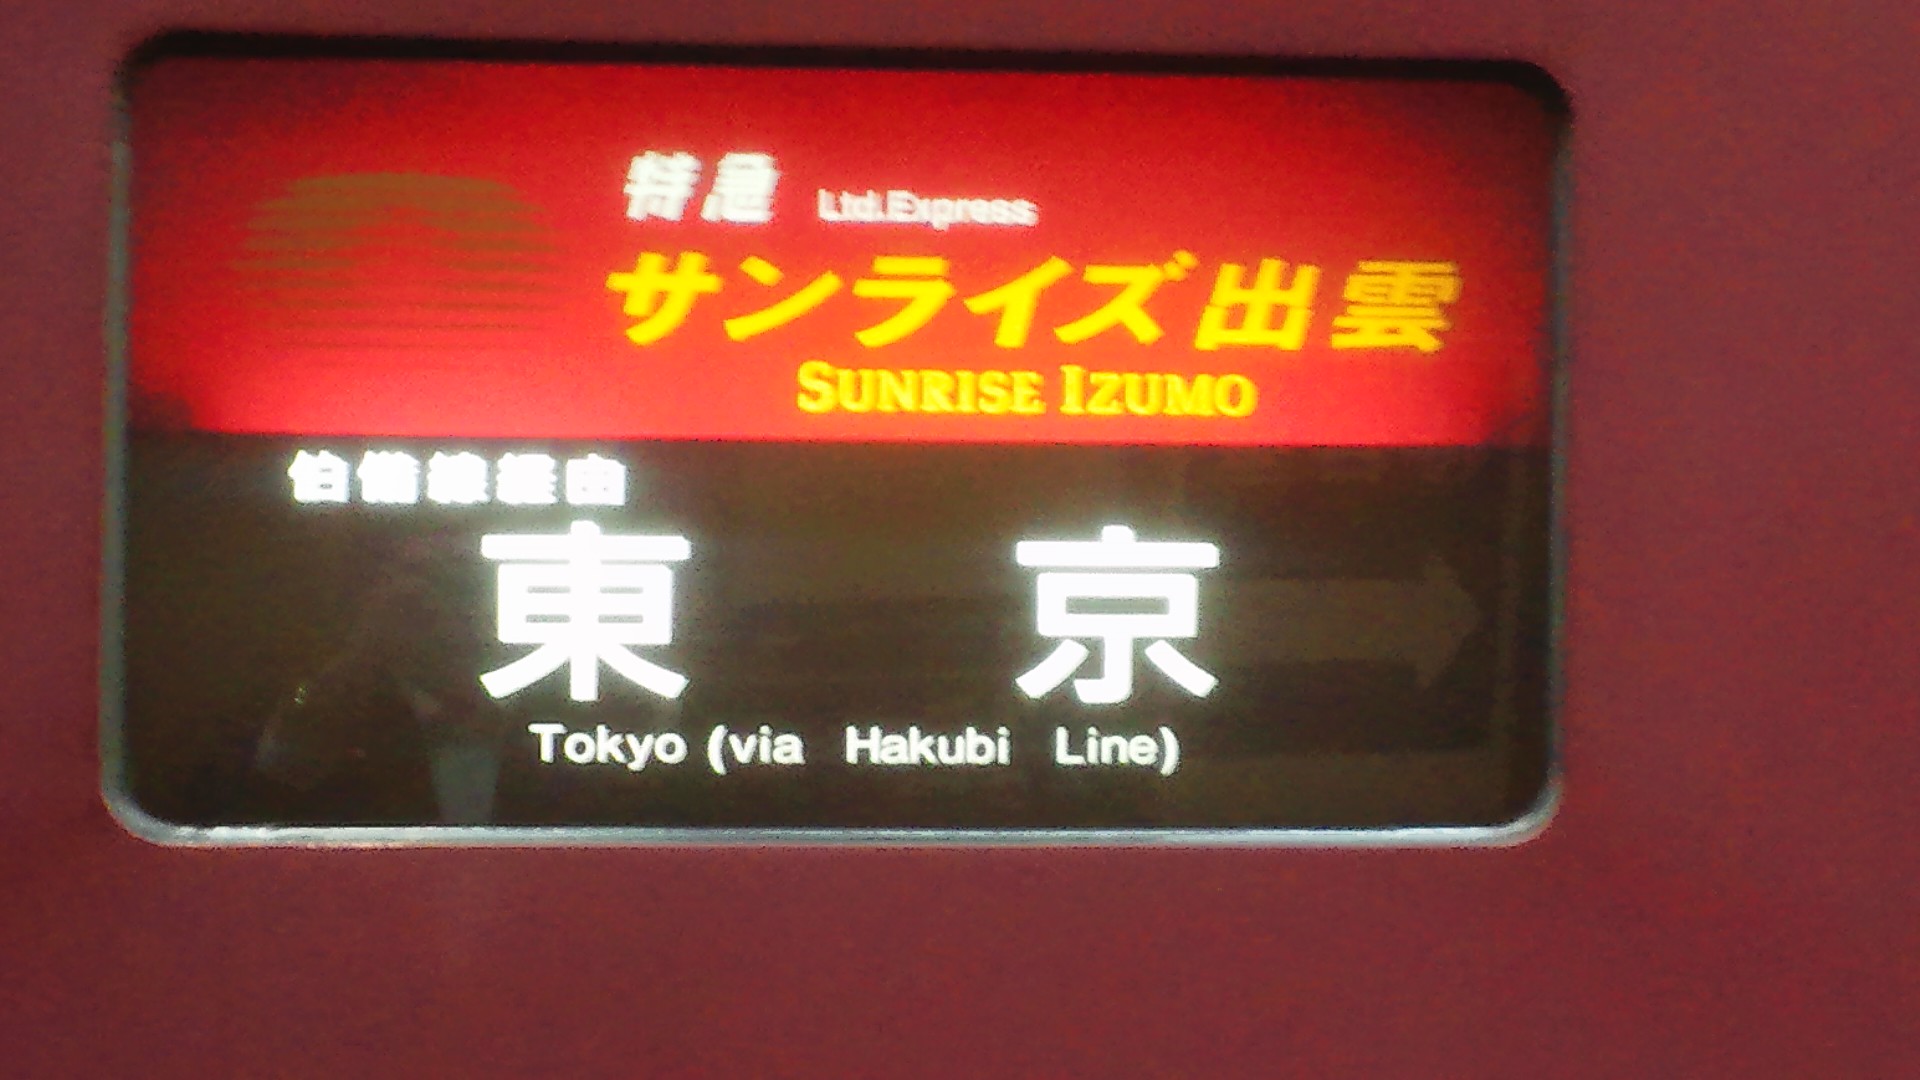 特急 Ltd.Express
サンライズ出雲
SUNRISE IZUMO
伯備線経由
東京
Tokyo (via Hakubi Line)